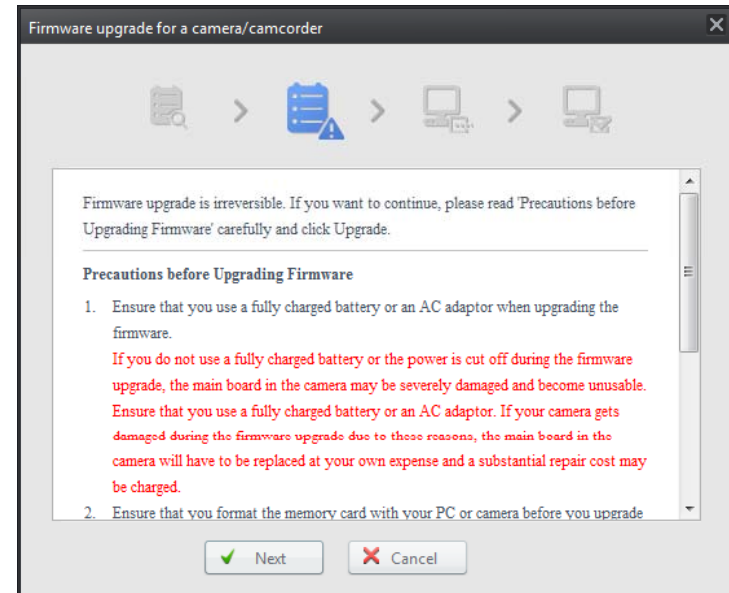 Firmware upgrade for a camera/camcorder
Firmware upgrade is irreversible. If you want to continue, please read 'Precautions before
Upgrading Firmware' carefully and click Upgrade.
Precautions before Upgrading Firmware
1. Ensure that you use a fully charged battery or an AC adaptor when upgrading the
firmware.
If you do not use a fully charged battery or the power is cut off during the firmware
upgrade, the main board in the camera may be severely damaged and become unusable.
Ensure that you use a fully charged battery or an AC adaptor. If your camera gets
damaged during the firmware upgrade due to these reasons, the main board in the
camera will have to be replaced at your own expense and a substantial repair cost may
be charged.
2. Ensure that you format the memory card with your PC or camera before you upgrade
Next
Cancel